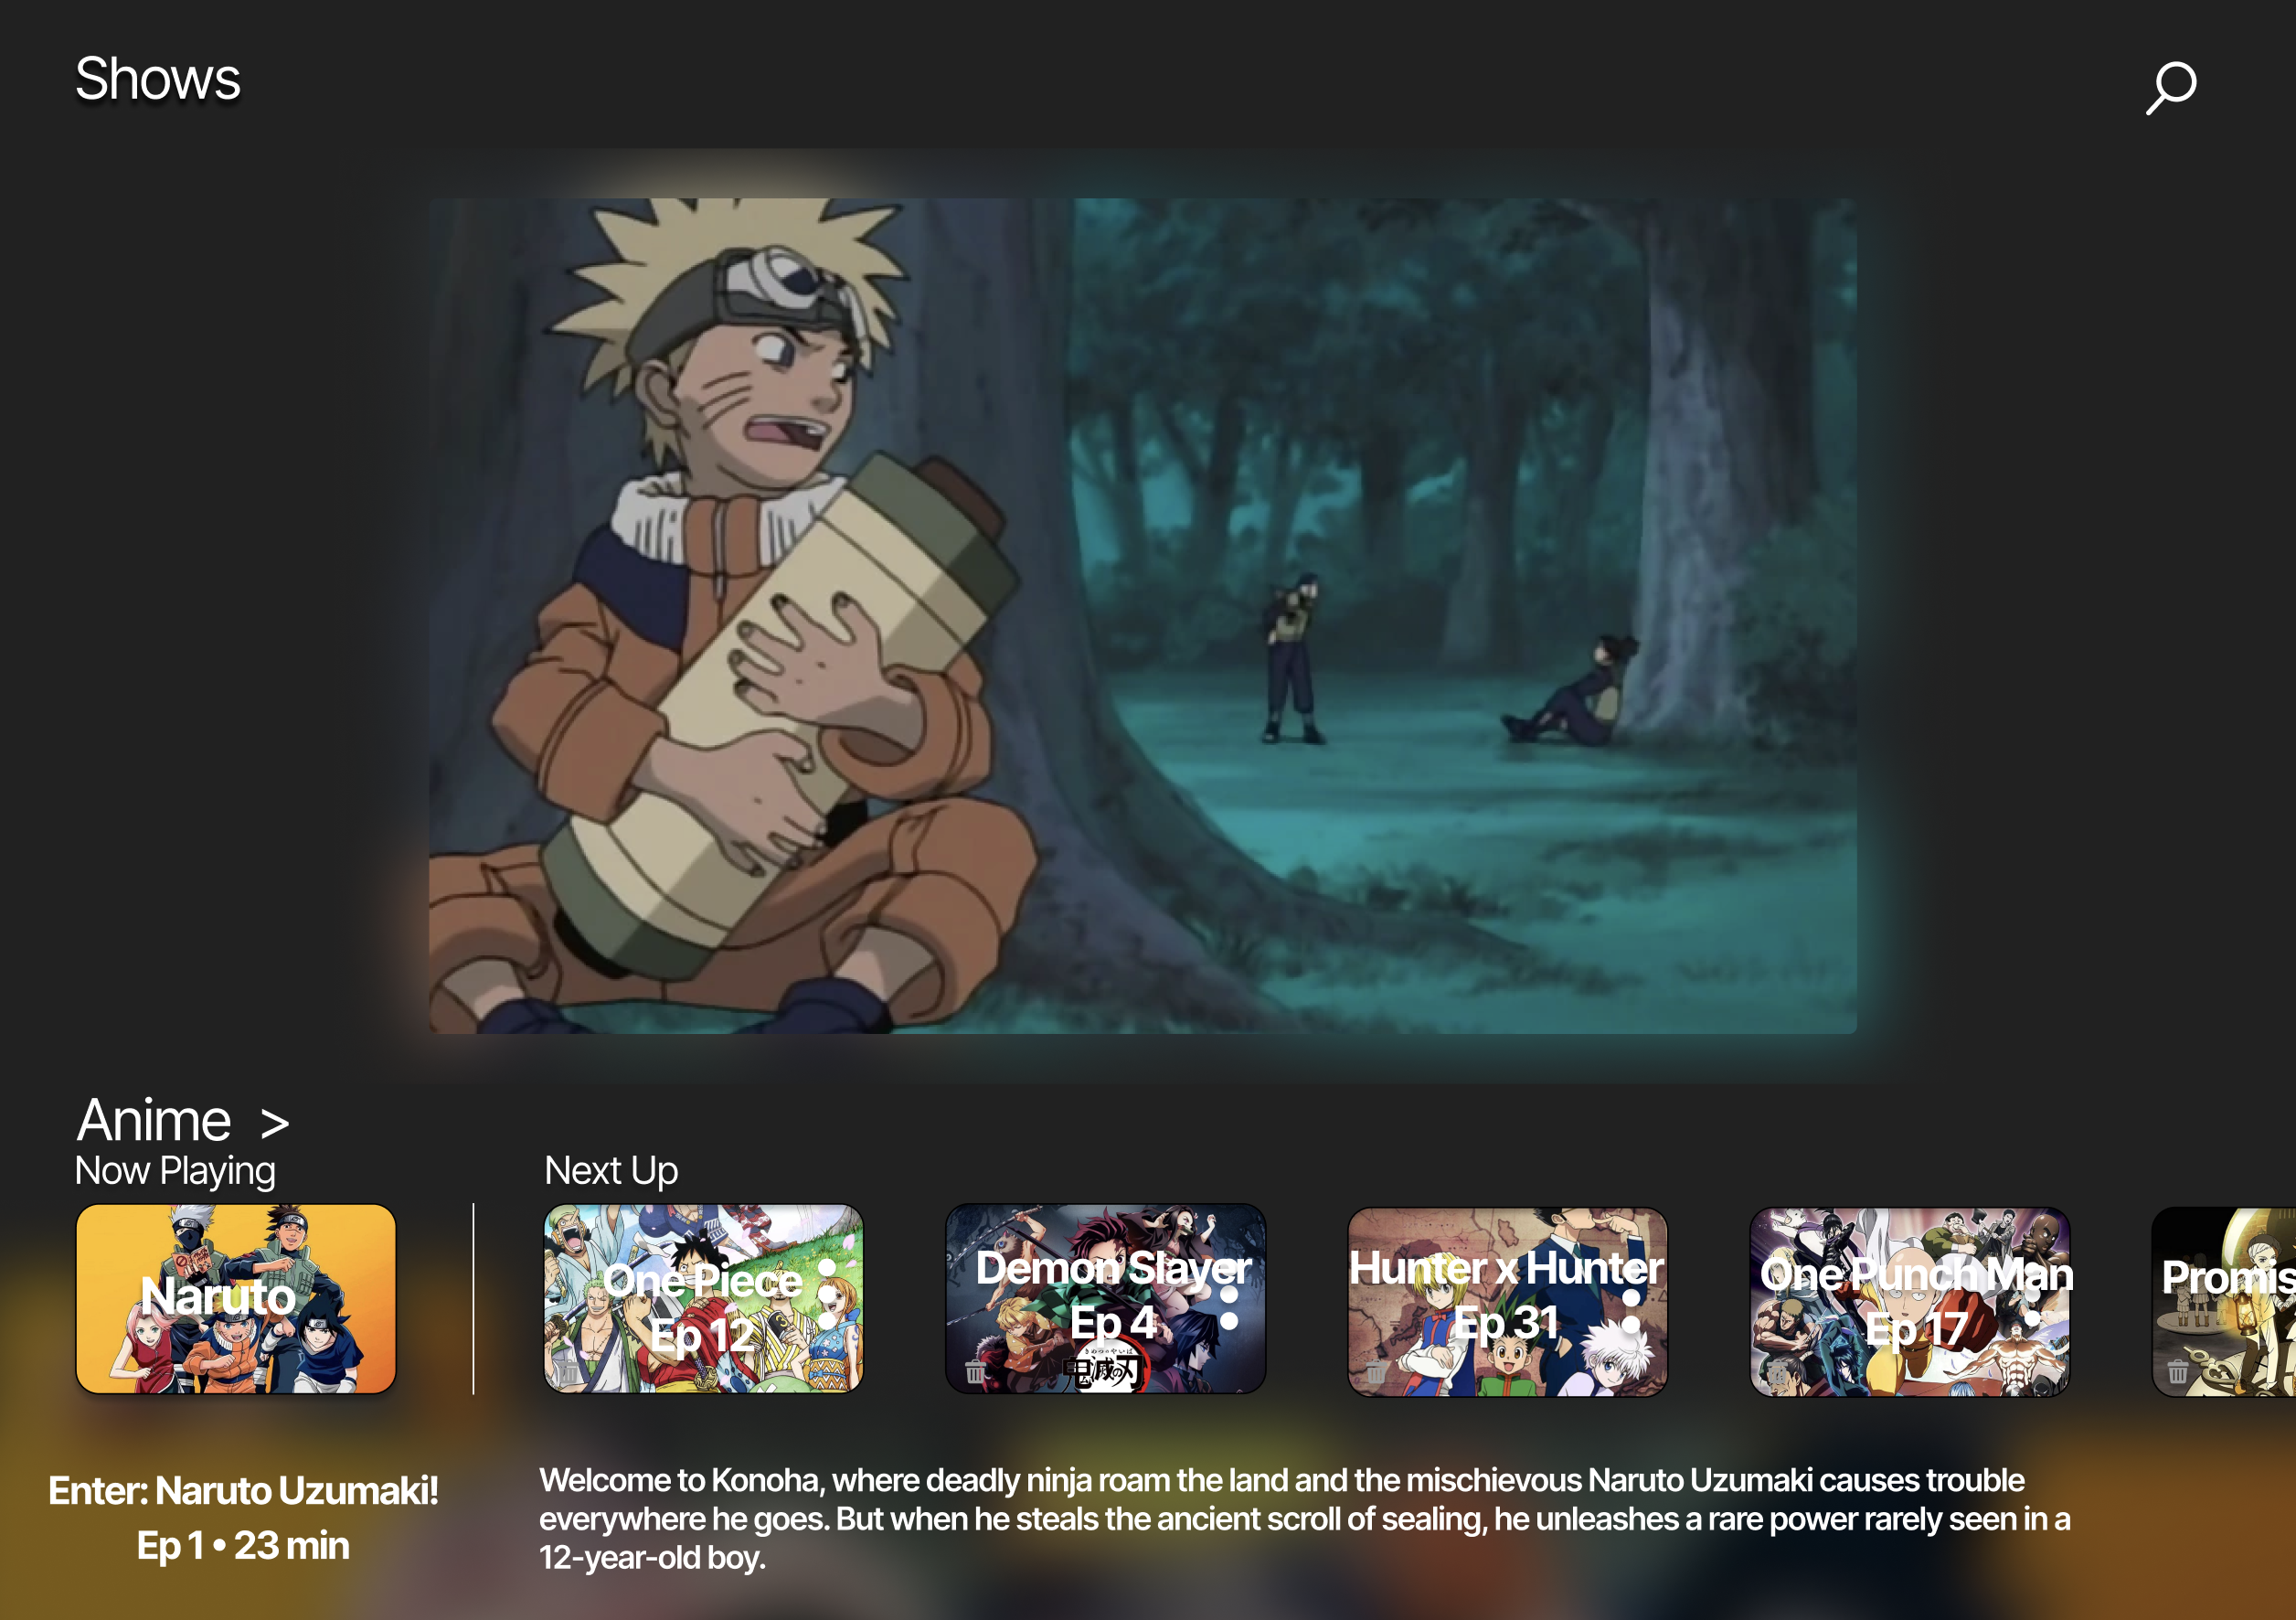 Shows
Anime >
Now Playing
Next Up
Naruto
One Piece
Ep 12
Demon Slayer
Ep 4
鬼滅の刃
Hunter x Hunter
Ep 31
One Punch Man
Ep 17
Promis
Enter: Naruto Uzumaki!
Ep 1 • 23 min
Welcome to Konoha, where deadly ninja roam the land and the mischievous Naruto Uzumaki causes trouble
everywhere he goes. But when he steals the ancient scroll of sealing, he unleashes a rare power rarely seen in a
12-year-old boy.